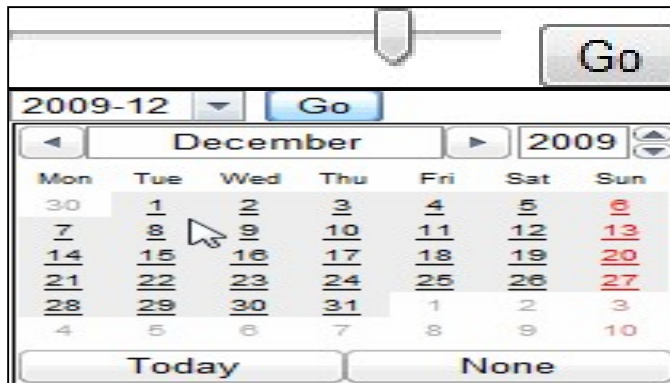 Go
2009-12 Go
December 2009
Mon Tue Wed Thu Fri Sat Sun
30 1 2 3 4 5 6
7 8 9 10 11 12 13
14 15 16 17 18 19 20
21 22 23 24 25 26 27
28 29 30 31 1 2 3
4 5 6 7 8 9 10
Today None